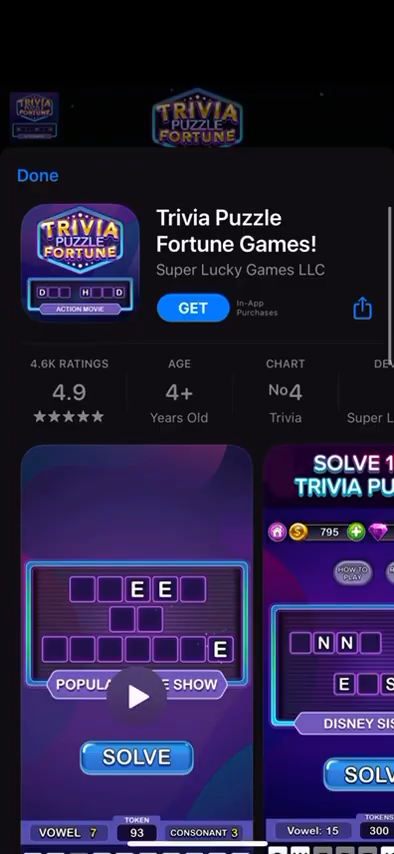 TRIVIA
PUZZLE
FORTUNE
Done
TRIVIA
PUZZLE
FORTUNE
D H D
ACTION MOVIE
Trivia Puzzle
Fortune Games!
Super Lucky Games LLC
GET
In-App
Purchases
4.6K RATINGS
4.9
AGE
4+
Years Old
CHART
No4
Trivia
DE
Super L
E E
E
POPULA E SHOW
SOLVE
TOKEN
VOWEL 7
93
CONSONANT 3
SOLVE 1
TRIVIA PU
795
HOW TO
PLAY
N N
E S
DISNEY SIS
SOLV
TOKENS
Vowel: 15
300